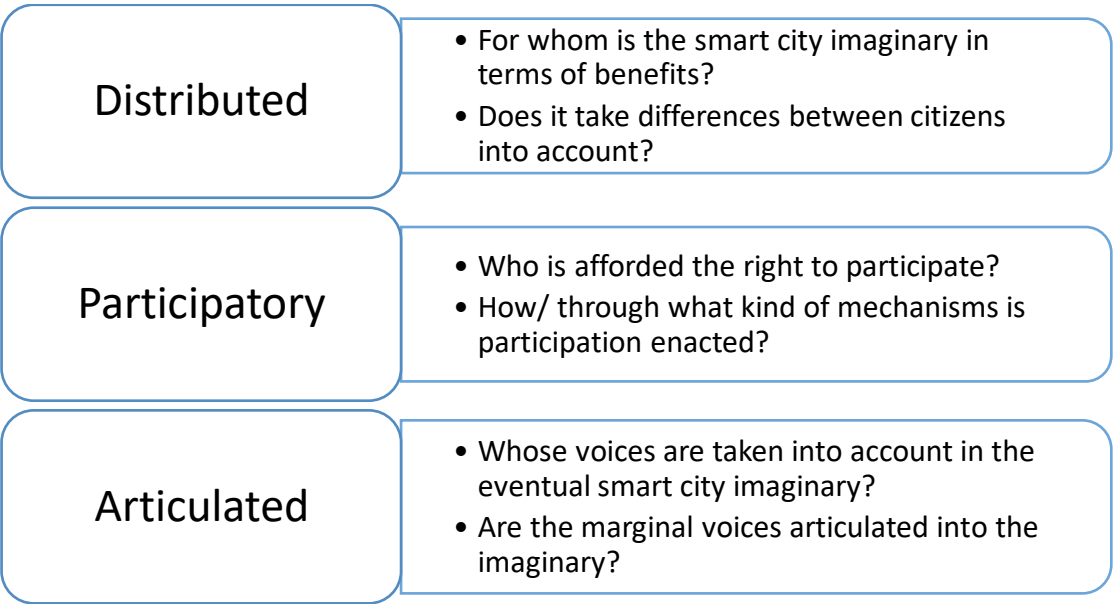 Distributed
• For whom is the smart city imaginary in
terms of benefits?
• Does it take differences between citizens
into account?
Participatory
• Who is afforded the right to participate?
• How/ through what kind of mechanisms is
participation enacted?
Articulated
• Whose voices are taken into account in the
eventual smart city imaginary?
• Are the marginal voices articulated into the
imaginary?